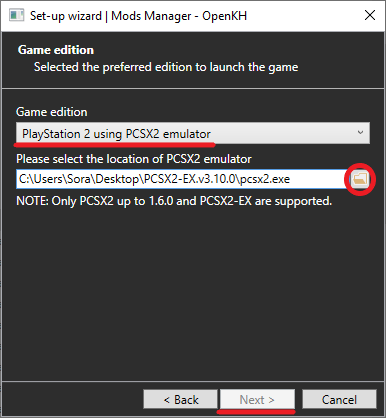 Set-up wizard | Mods Manager - OpenKH
Game edition
Selected the preferred edition to launch the game
Game edition
PlayStation 2 using PCSX2 emulator
Please select the location of PCSX2 emulator
C:\Users\Sora\Desktop\PCSX2-EX.v3.10.0\pcsx2.exe
NOTE: Only PCSX2 up to 1.6.0 and PCSX2-EX are supported.
< Back Next > Cancel